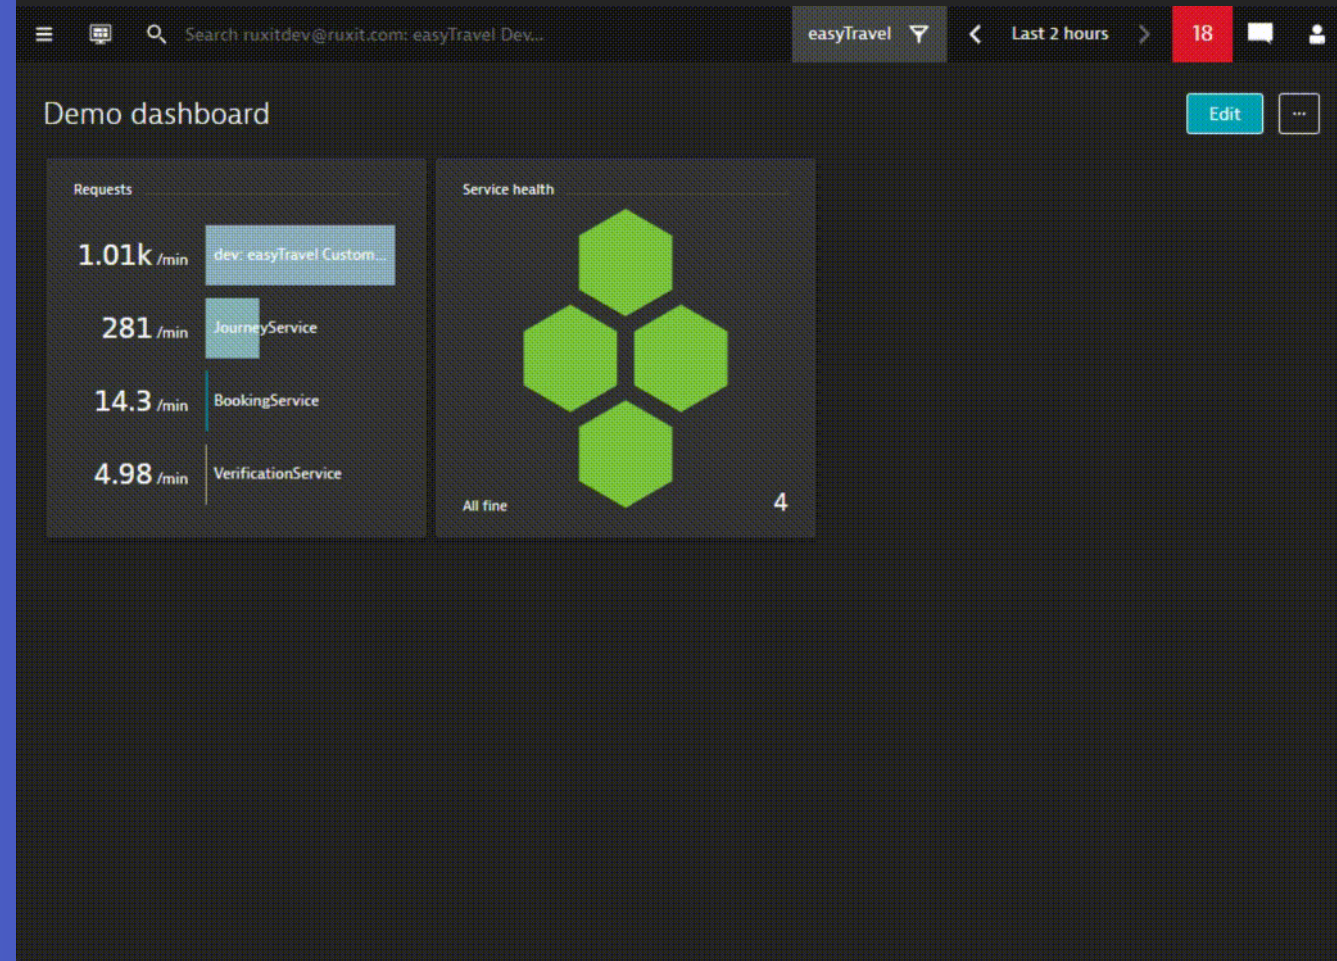 Search ruxitdev@ruxit.com: easyTravel Dev...
easyTravel
Last 2 hours
18
Demo dashboard
Edit
...
Requests
1.01k /min
dev: easyTravel Custom...
281 /min
JourneyService
14.3 /min
BookingService
4.98 /min
VerificationService
Service health
All fine
4